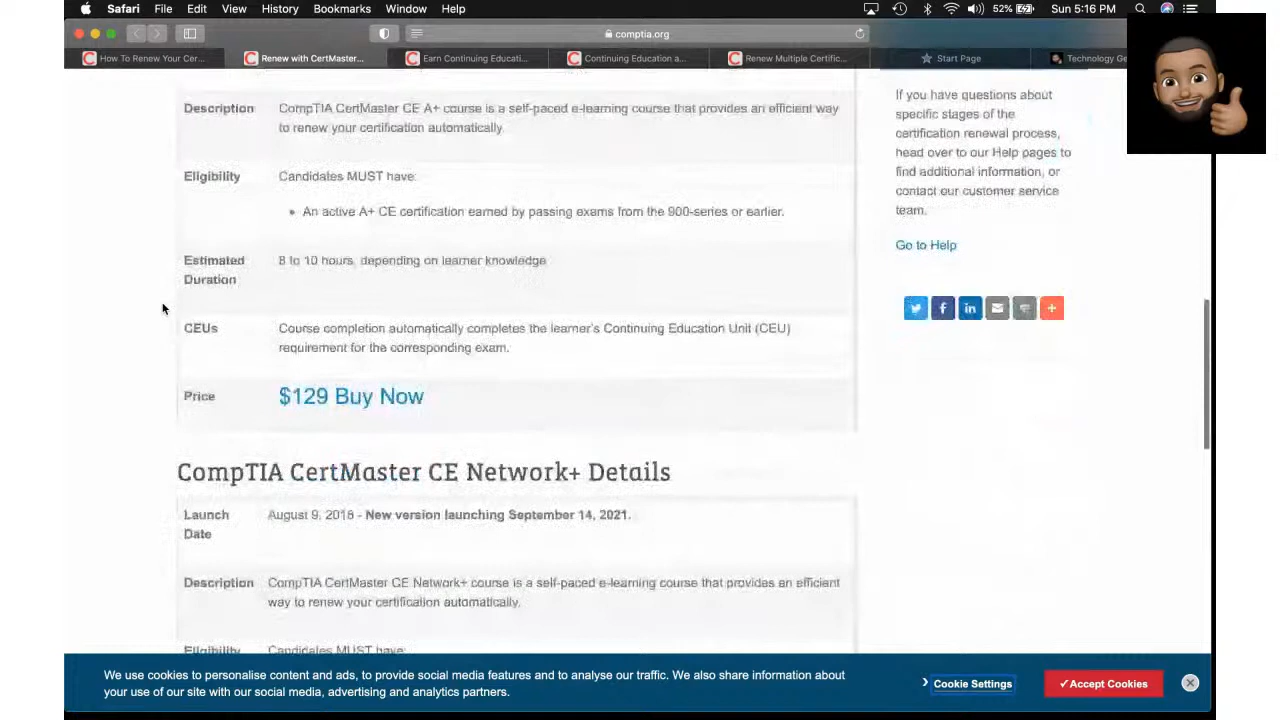 Safari File Edit View History Bookmarks Window Help 52% Sun 5:16 PM
comptia.org
How To Renew Your Cer... Renew with CertMaster... Earn Continuing Educati... Continuing Education a... Renew Multiple Certific... Start Page Technology Ge
Description CompTIA CertMaster CE A+ course is a self-paced e-learning course that provides an efficient way
to renew your certification automatically.
Eligibility Candidates MUST have:
• An active A+ CE certification earned by passing exams from the 900-series or earlier.
Estimated 8 to 10 hours, depending on learner knowledge
Duration
CEUs Course completion automatically completes the learner's Continuing Education Unit (CEU)
requirement for the corresponding exam.
Price $129 Buy Now
CompTIA CertMaster CE Network+ Details
Launch August 9, 2018 - New version launching September 14, 2021.
Date
Description CompTIA CertMaster CE Network+ course is a self-paced e-learning course that provides an efficient
way to renew your certification automatically.
Eligibility Candidates MUST have:
If you have questions about
specific stages of the
certification renewal process,
head over to our Help pages to
find additional information, or
contact our customer service
team.
Go to Help
We use cookies to personalise content and ads, to provide social media features and to analyse our traffic. We also share information about
your use of our site with our social media, advertising and analytics partners.
Cookie Settings
✓Accept Cookies